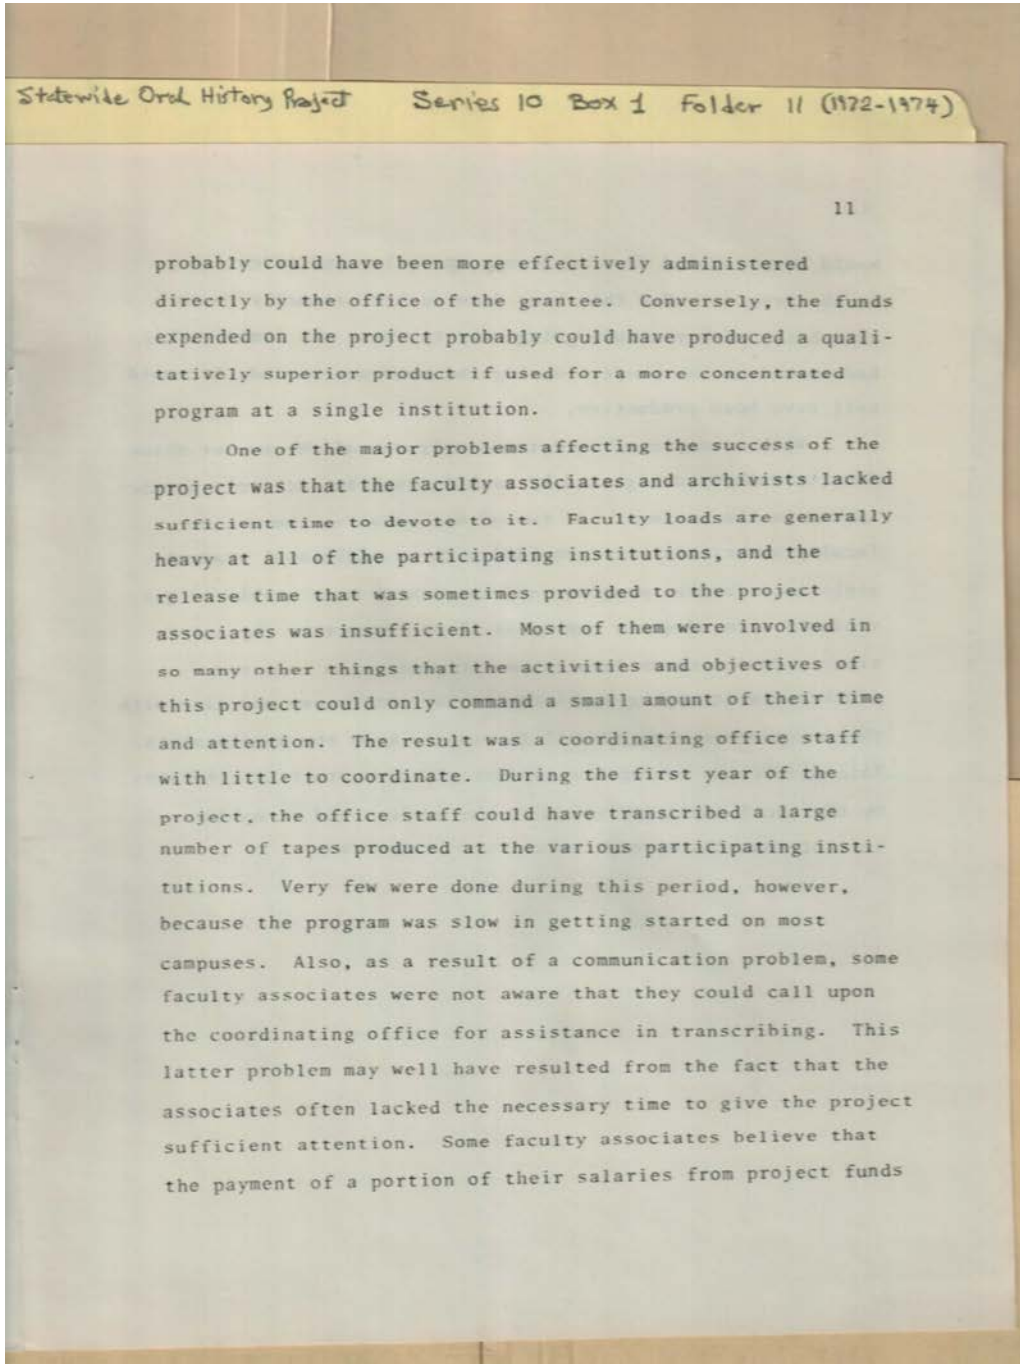 Statewide Oral History Project Series 10 Box 1 Folder 11 (1972-1974)
11
probably could have been more effectively administered
directly by the office of the grantee. Conversely, the funds
expended on the project probably could have produced a quali-
tatively superior product if used for a more concentrated
program at a single institution.
One of the major problems affecting the success of the
project was that the faculty associates and archivists lacked
sufficient time to devote to it. Faculty loads are generally
heavy at all of the participating institutions, and the
release time that was sometimes provided to the project
associates was insufficient. Most of them were involved in
so many other things that the activities and objectives of
this project could only command a small amount of their time
and attention. The result was a coordinating office staff
with little to coordinate. During the first year of the
project, the office staff could have transcribed a large
number of tapes produced at the various participating insti-
tutions. Very few were done during this period, however,
because the program was slow in getting started on most
campuses. Also, as a result of a communication problem, some
faculty associates were not aware that they could call upon
the coordinating office for assistance in transcribing. This
latter problem may well have resulted from the fact that the
associates often lacked the necessary time to give the project
sufficient attention. Some faculty associates believe that
the payment of a portion of their salaries from project funds